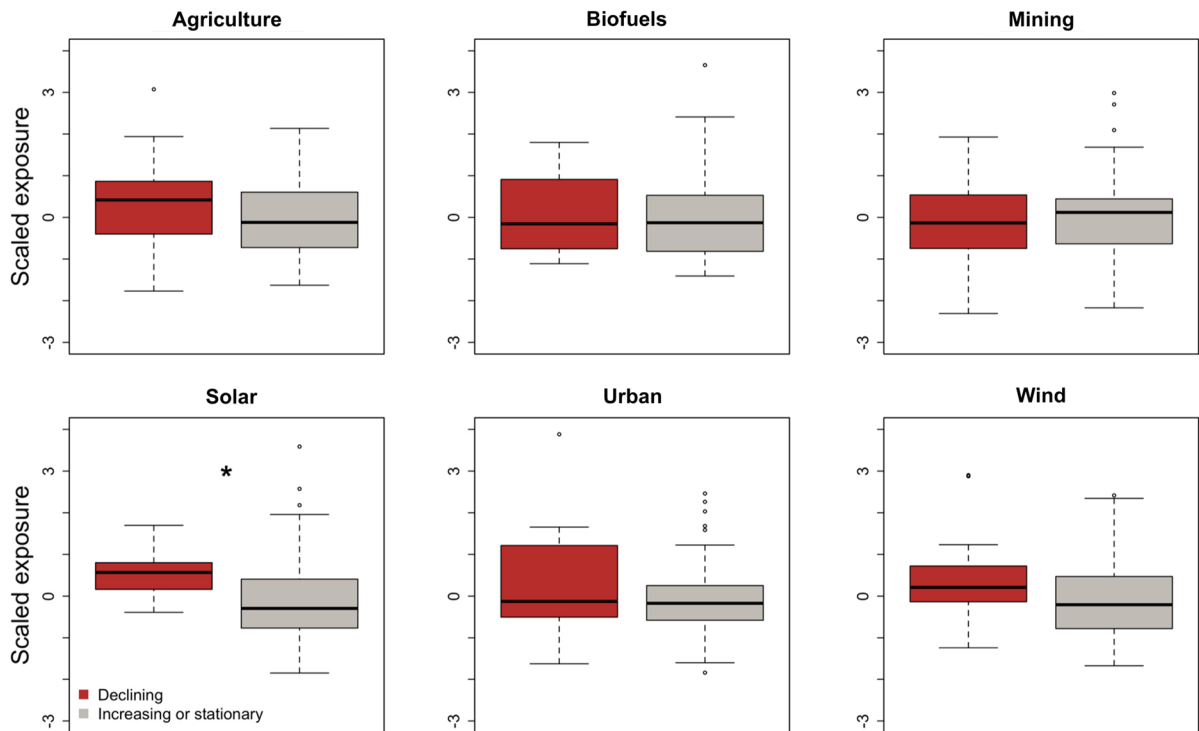 Agriculture Biofuels Mining
Scaled exposure
3 0 -3
3 0 -3
3 0 -3
Solar Urban Wind
Scaled exposure
3 0 -3
*
Declining
Increasing or stationary
3 0 -3
3 0 -3